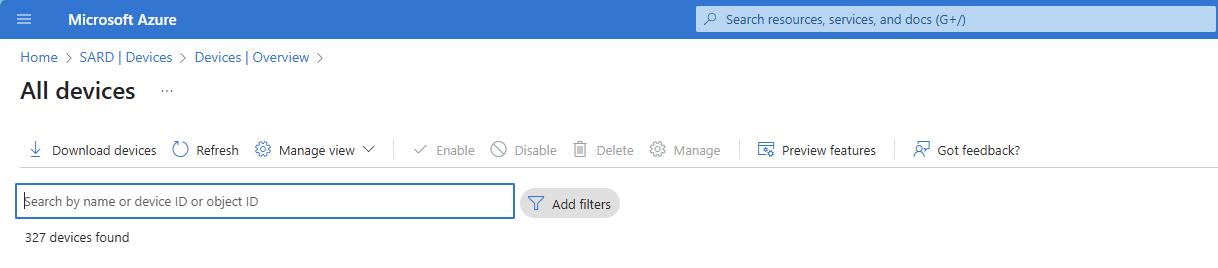 Microsoft Azure
Search resources, services, and docs (G+/)
Home > SARD | Devices > Devices | Overview >
All devices ...
Download devices Refresh Manage view Enable Disable Delete Manage Preview features Got feedback?
Search by name or device ID or object ID
Add filters
327 devices found